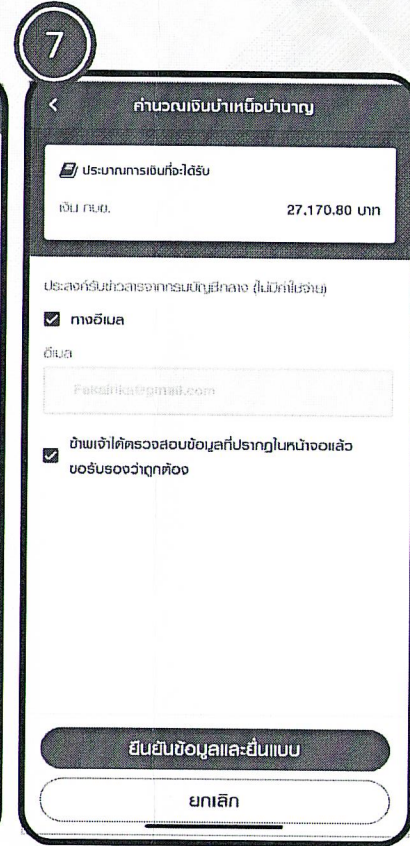 7
คำนวณเงินบำเหน็จบำนาญ
ประมาณการเงินที่จะได้รับ
เงิน กบข. 27,170.80 บาท
ประสงค์รับข่าวสารจากกรมบัญชีกลาง (ไม่มีค่าใช้จ่าย)
ทางอีเมล
อีเมล
ข้าพเจ้าได้ตรวจสอบข้อมูลที่ปรากฏในหน้าจอแล้ว
ขอรับรองว่าถูกต้อง
ยืนยันข้อมูลและยื่นแบบ
ยกเลิก